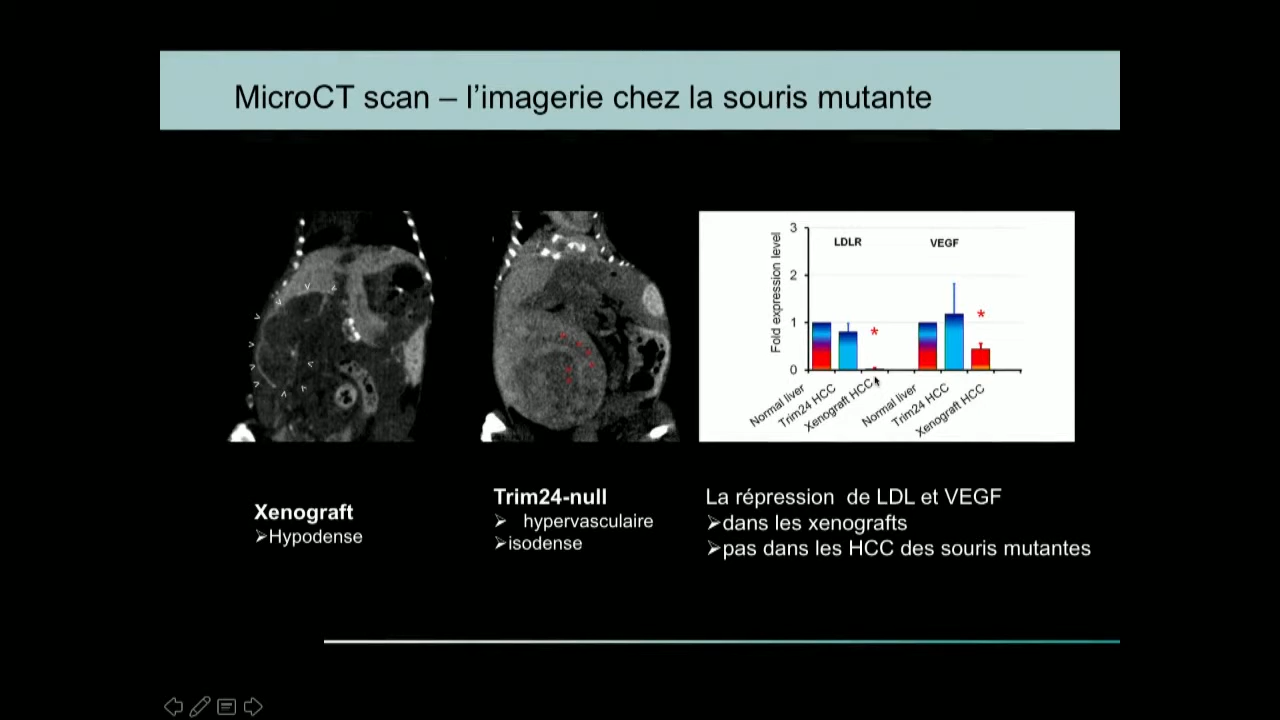 MicroCT scan – l’imagerie chez la souris mutante
Fold expression level
3
2
1
0
LDLR
VEGF
*
*
Normal liver
Trim24 HCC
Xenograft HCC
Normal liver
Trim24 HCC
Xenograft HCC
Xenograft
➢Hypodense
Trim24-null
➢ hypervasculaire
➢isodense
La répression de LDL et VEGF
➢dans les xenografts
➢pas dans les HCC des souris mutantes